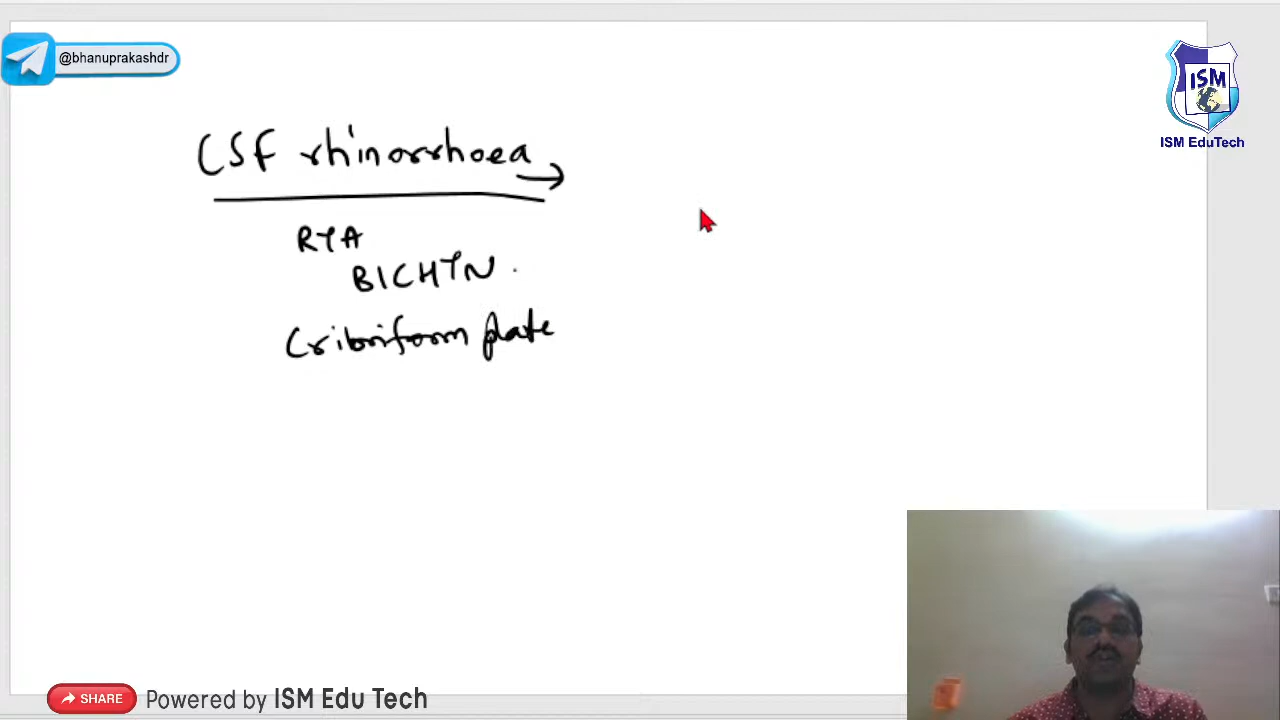 @bhanuprakashdr
ISM
ISM EduTech
CSF rhinorrhoea →
RTA
BICHTN.
Cribriform plate
SHARE
Powered by ISM Edu Tech